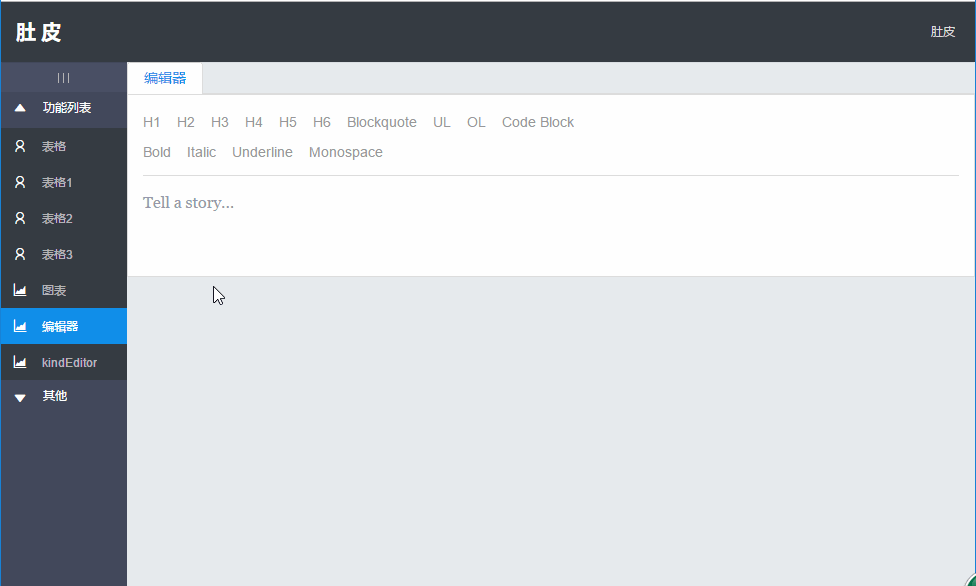 肚皮
肚皮
功能列表
表格
表格1
表格2
表格3
图表
编辑器
kindEditor
其他
编辑器
H1 H2 H3 H4 H5 H6 Blockquote UL OL Code Block
Bold Italic Underline Monospace
Tell a story...